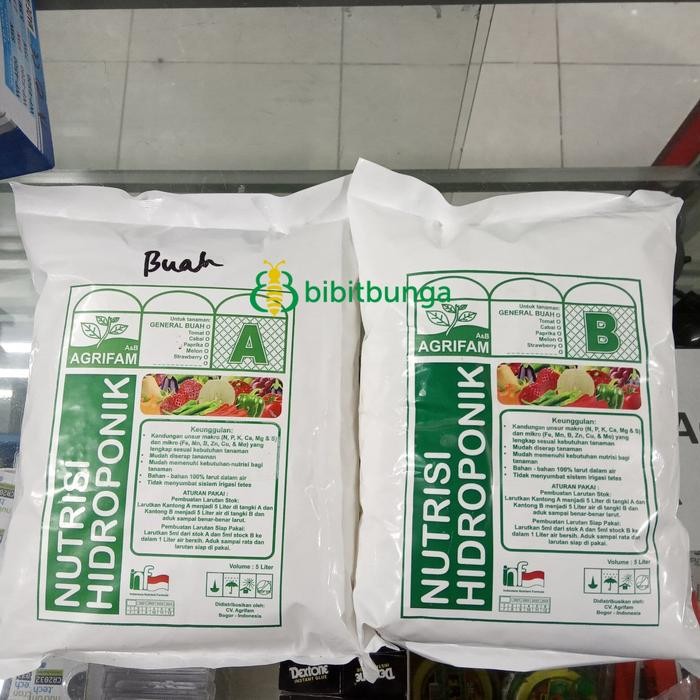 Buah
bibitbunga
Untuk tanaman:
GENERAL BUAH O
Tomat O
Cabai O
Paprika O
Melon O
Strawberry O
O
A
A&B
AGRIFAM
NUTRISI
HIDROPONIK
Keunggulan:
• Kandungan unsur makro (N, P, K, Ca, Mg & S)
dan mikro (Fe, Mn, B, Zn, Cu, & Mo) yang
lengkap sesuai kebutuhan tanaman
• Mudah diserap tanaman
• Mudah memenuhi kebutuhan nutrisi bagi
tanaman
• Bahan - bahan 100% larut dalam air
• Tidak menyumbat sistem irigasi tetes
ATURAN PAKAI :
Pembuatan Larutan Stok:
Larutkan Kantong A menjadi 5 Liter di tangki A dan
Kantong B menjadi 5 Liter air di tangki B dan
aduk sampai benar-benar larut.
Pembuatan Larutan Siap Pakai:
Larutkan 5ml dari stok A dan 5ml stock B ke
dalam 1 Liter air bersih. Aduk sampai rata dan
larutan siap di pakai.
Volume : 5 Liter
inf
Indonesia Nutrient Formula
Didistribusikan oleh:
CV. Agrifam
Bogor - Indonesia
Untuk tanaman:
GENERAL BUAH O
Tomat O
Cabai O
Paprika O
Melon O
Strawberry O
O
B
A&B
AGRIFAM
NUTRISI
HIDROPONIK
Keunggulan:
• Kandungan unsur makro (N, P, K, Ca, Mg & S)
dan mikro (Fe, Mn, B, Zn, Cu, & Mo) yang
lengkap sesuai kebutuhan tanaman
• Mudah diserap tanaman
• Mudah memenuhi kebutuhan nutrisi bagi
tanaman
• Bahan - bahan 100% larut dalam air
• Tidak menyumbat sistem irigasi tetes
ATURAN PAKAI :
Pembuatan Larutan Stok:
Larutkan Kantong A menjadi 5 Liter di tangki A dan
Kantong B menjadi 5 Liter air di tangki B dan
aduk sampai benar-benar larut.
Pembuatan Larutan Siap Pakai:
Larutkan 5ml dari stok A dan 5ml stock B ke
dalam 1 Liter air bersih. Aduk sampai rata dan
larutan siap di pakai.
Volume : 5 Liter
inf
Indonesia Nutrient Formula
Didistribusikan oleh:
CV. Agrifam
Bogor - Indonesia
CR2032
DEXTONE
INSTANT GLUE